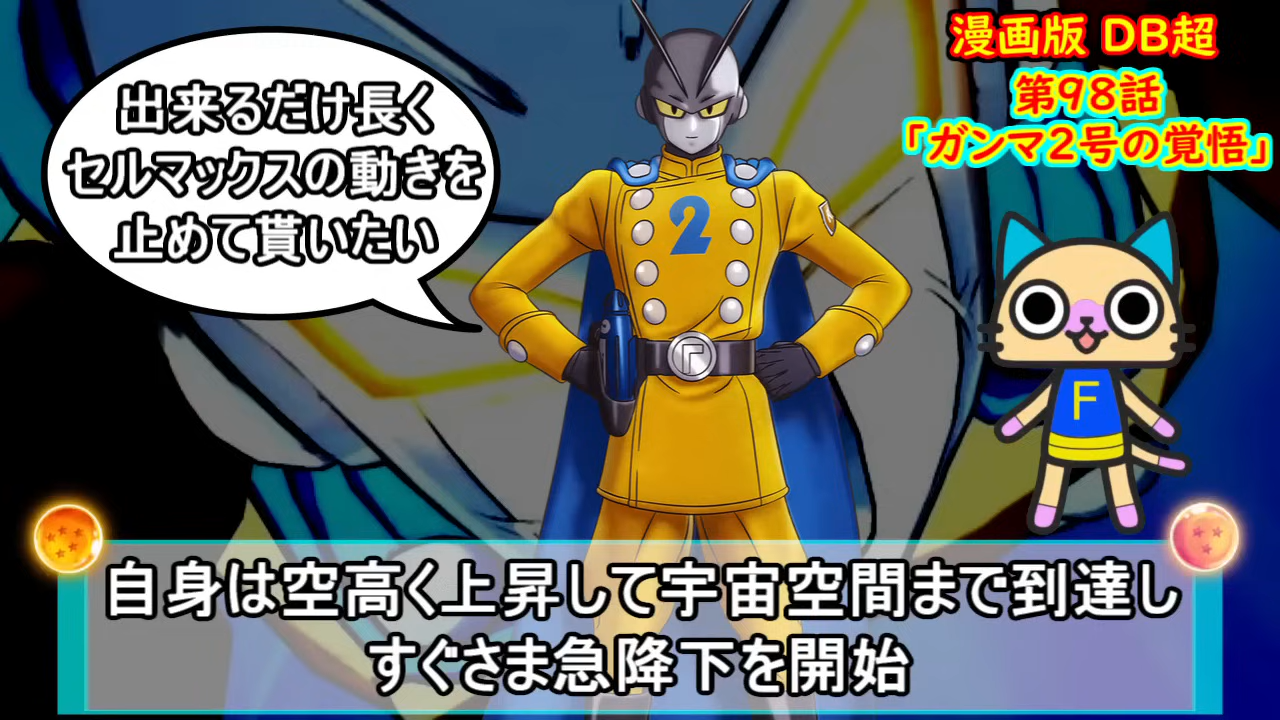 漫画版 DB超
第98話
「ガンマ2号の覚悟」
出来るだけ長く
セルマックスの動きを
止めて貰いたい
2
F
自身は空高く上昇して宇宙空間まで到達し
すぐさま急降下を開始